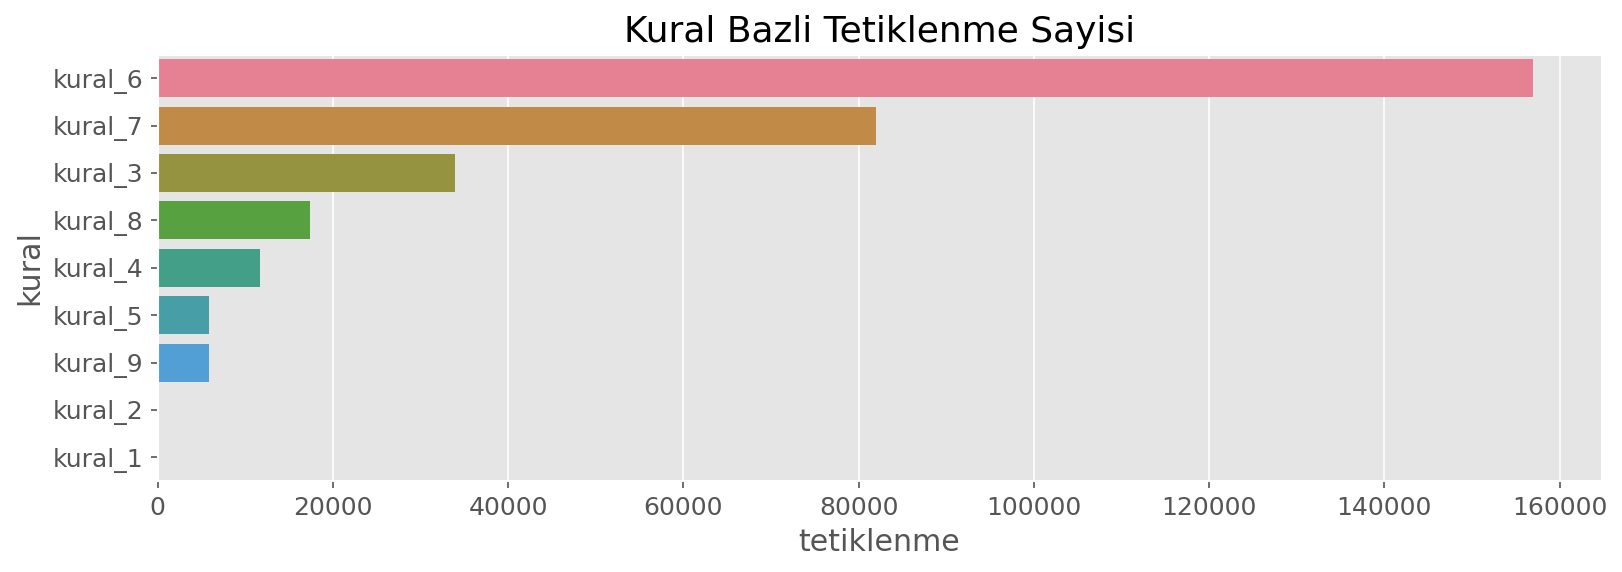 Kural Bazli Tetiklenme Sayisi
kural
kural_6
kural_7
kural_3
kural_8
kural_4
kural_5
kural_9
kural_2
kural_1
0 20000 40000 60000 80000 100000 120000 140000 160000
tetiklenme